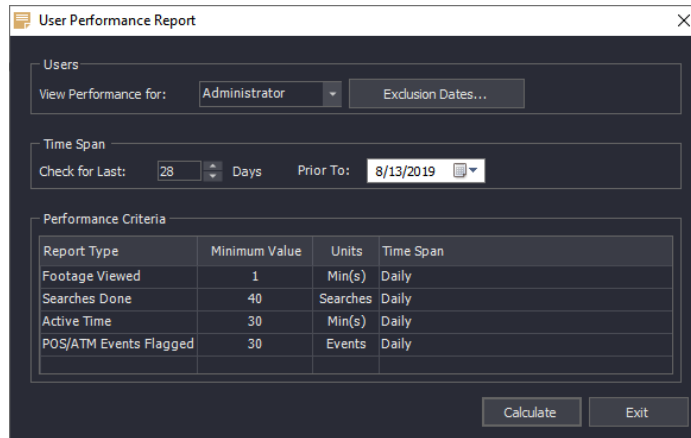 User Performance Report
Users
View Performance for: Administrator Exclusion Dates...
Time Span
Check for Last: 28 Days Prior To: 8/13/2019
Performance Criteria
Report Type Minimum Value Units Time Span
Footage Viewed 1 Min(s) Daily
Searches Done 40 Searches Daily
Active Time 30 Min(s) Daily
POS/ATM Events Flagged 30 Events Daily
Calculate Exit